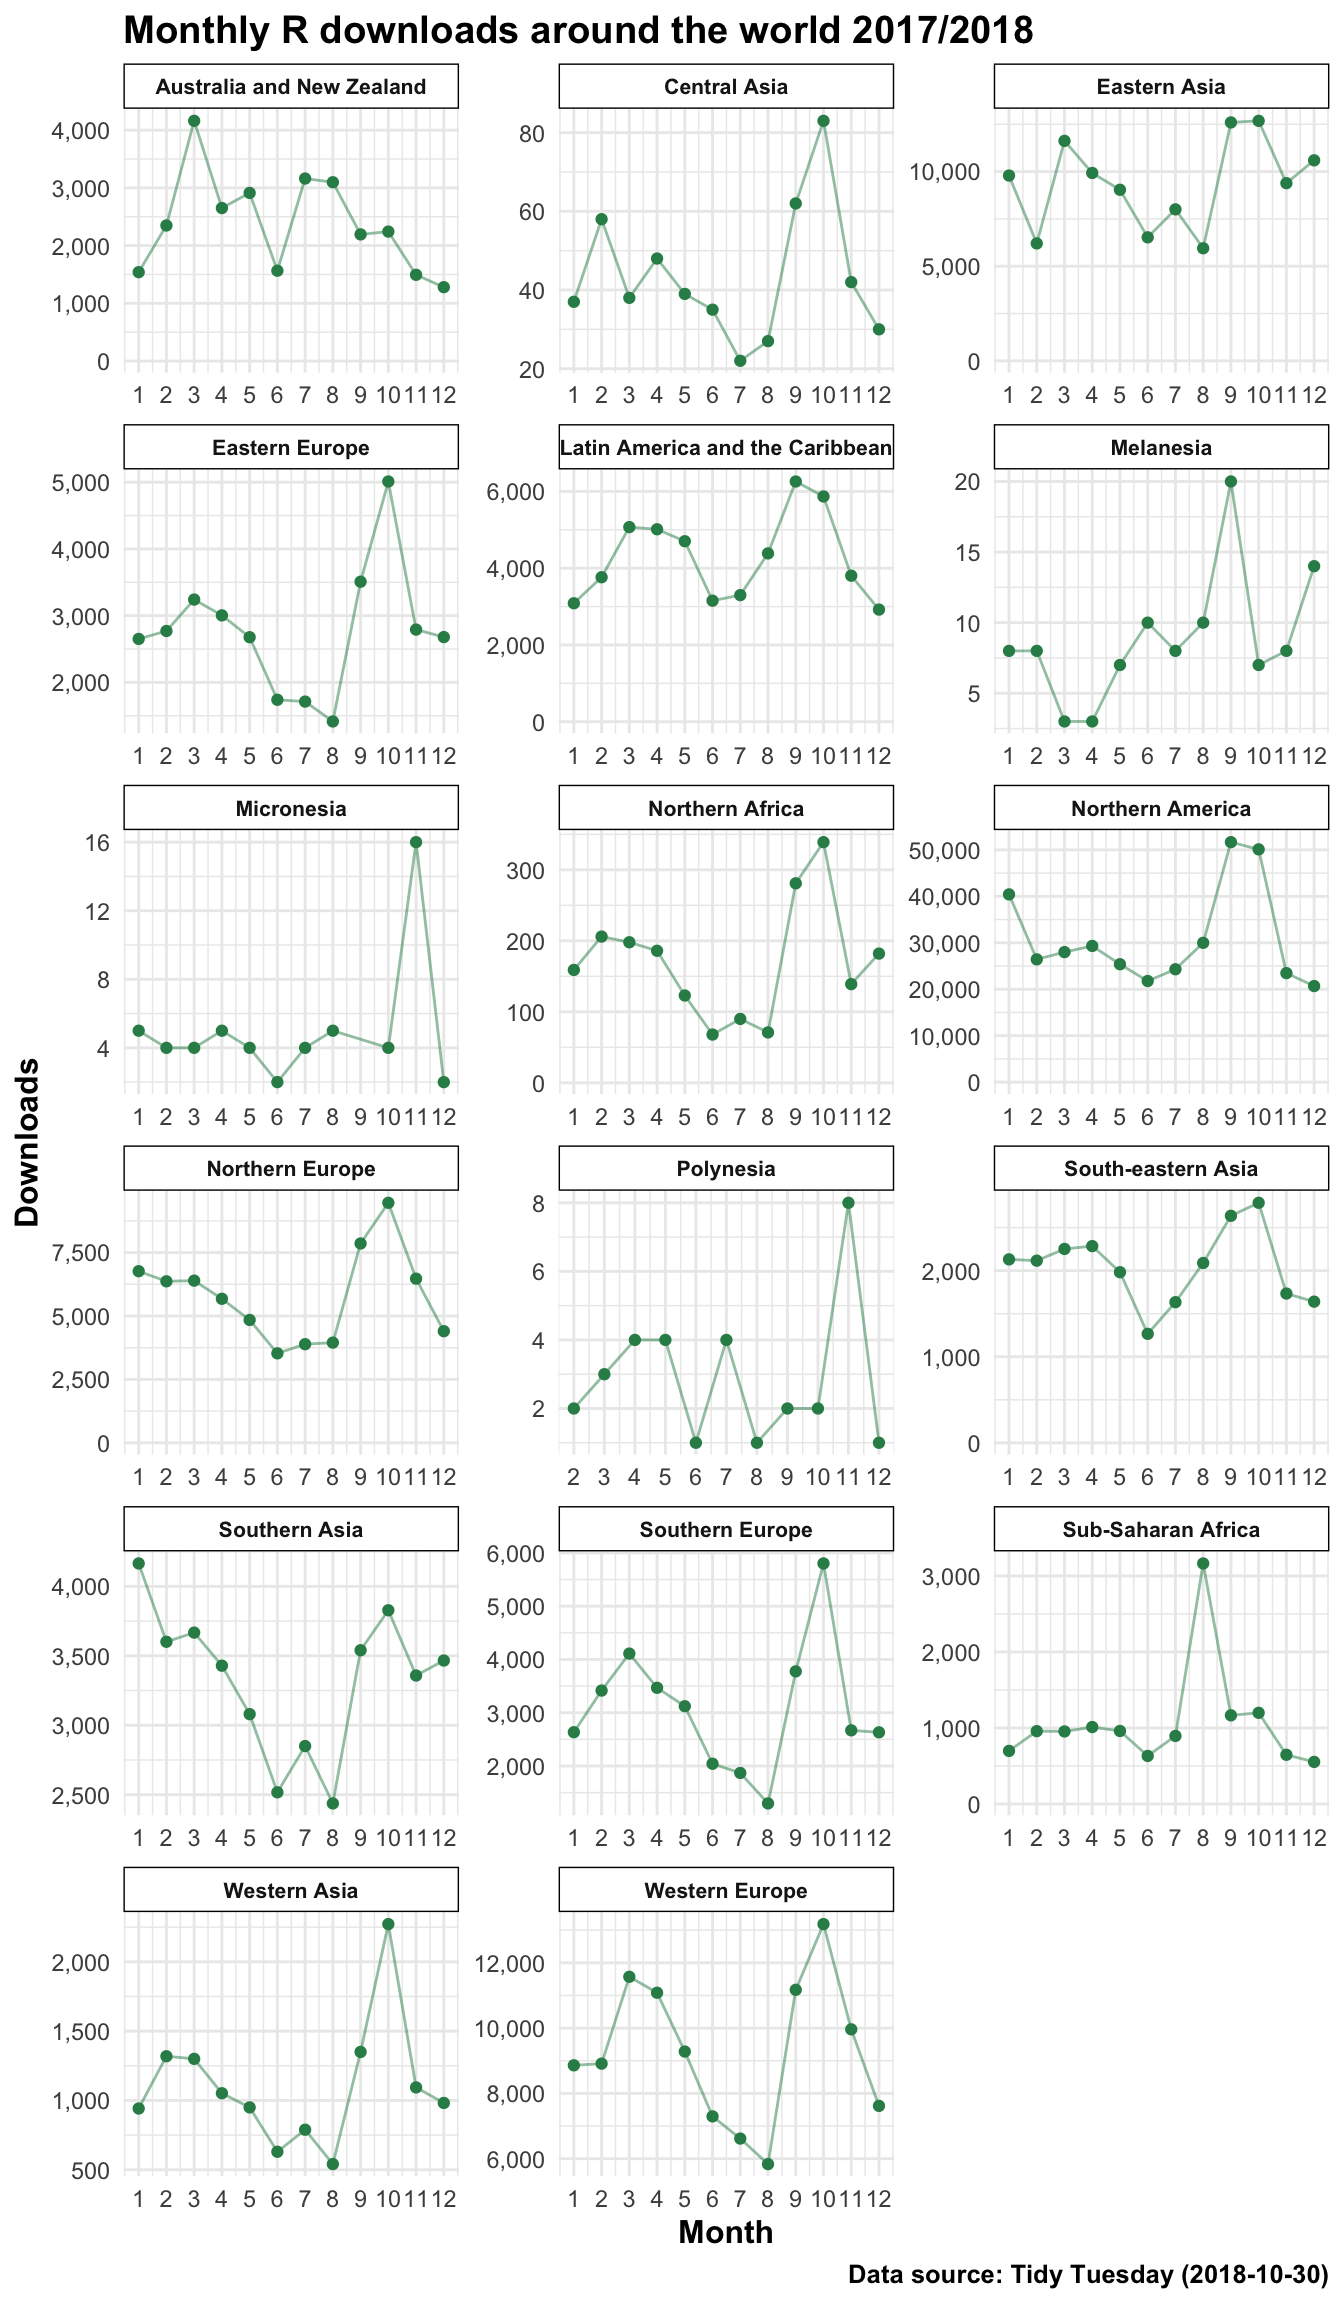 Monthly R downloads around the world 2017/2018
Australia and New Zealand
4,000
3,000
2,000
1,000
0
1 2 3 4 5 6 7 8 9 10 11 12
Central Asia
80
60
40
20
1 2 3 4 5 6 7 8 9 10 11 12
Eastern Asia
10,000
5,000
0
1 2 3 4 5 6 7 8 9 10 11 12
Eastern Europe
5,000
4,000
3,000
2,000
1 2 3 4 5 6 7 8 9 10 11 12
Latin America and the Caribbean
6,000
4,000
2,000
0
1 2 3 4 5 6 7 8 9 10 11 12
Melanesia
20
15
10
5
1 2 3 4 5 6 7 8 9 10 11 12
Micronesia
16
12
8
4
1 2 3 4 5 6 7 8 9 10 11 12
Northern Africa
300
200
100
0
1 2 3 4 5 6 7 8 9 10 11 12
Northern America
50,000
40,000
30,000
20,000
10,000
0
1 2 3 4 5 6 7 8 9 10 11 12
Downloads
Northern Europe
7,500
5,000
2,500
0
1 2 3 4 5 6 7 8 9 10 11 12
Polynesia
8
6
4
2
2 3 4 5 6 7 8 9 10 11 12
South-eastern Asia
2,000
1,000
0
1 2 3 4 5 6 7 8 9 10 11 12
Southern Asia
4,000
3,500
3,000
2,500
1 2 3 4 5 6 7 8 9 10 11 12
Southern Europe
6,000
5,000
4,000
3,000
2,000
1 2 3 4 5 6 7 8 9 10 11 12
Sub-Saharan Africa
3,000
2,000
1,000
0
1 2 3 4 5 6 7 8 9 10 11 12
Western Asia
2,000
1,500
1,000
500
1 2 3 4 5 6 7 8 9 10 11 12
Western Europe
12,000
10,000
8,000
6,000
1 2 3 4 5 6 7 8 9 10 11 12
Month
Data source: Tidy Tuesday (2018-10-30)